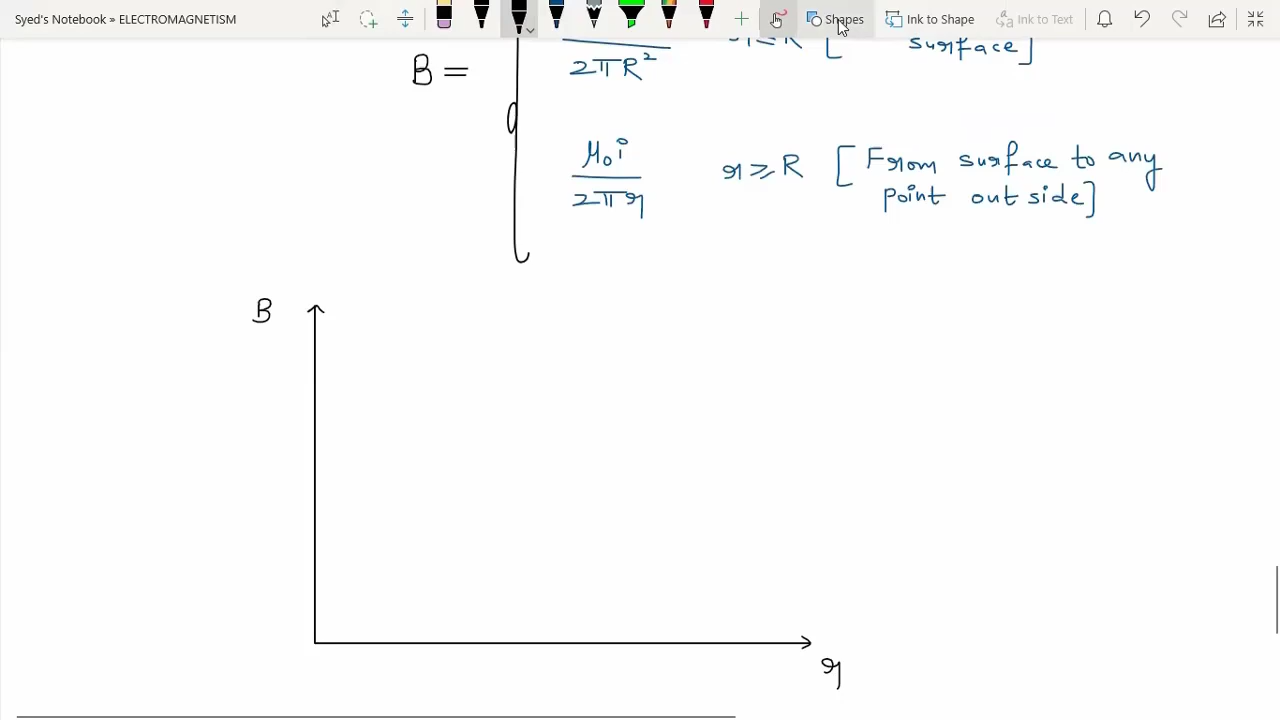 Syed's Notebook » ELECTROMAGNETISM
Shapes
Ink to Shape
Ink to Text
r ≤ R [ surface]
B =
2πR²
μ₀i
2πr
r ≥ R [From surface to any
point out side]
B
r